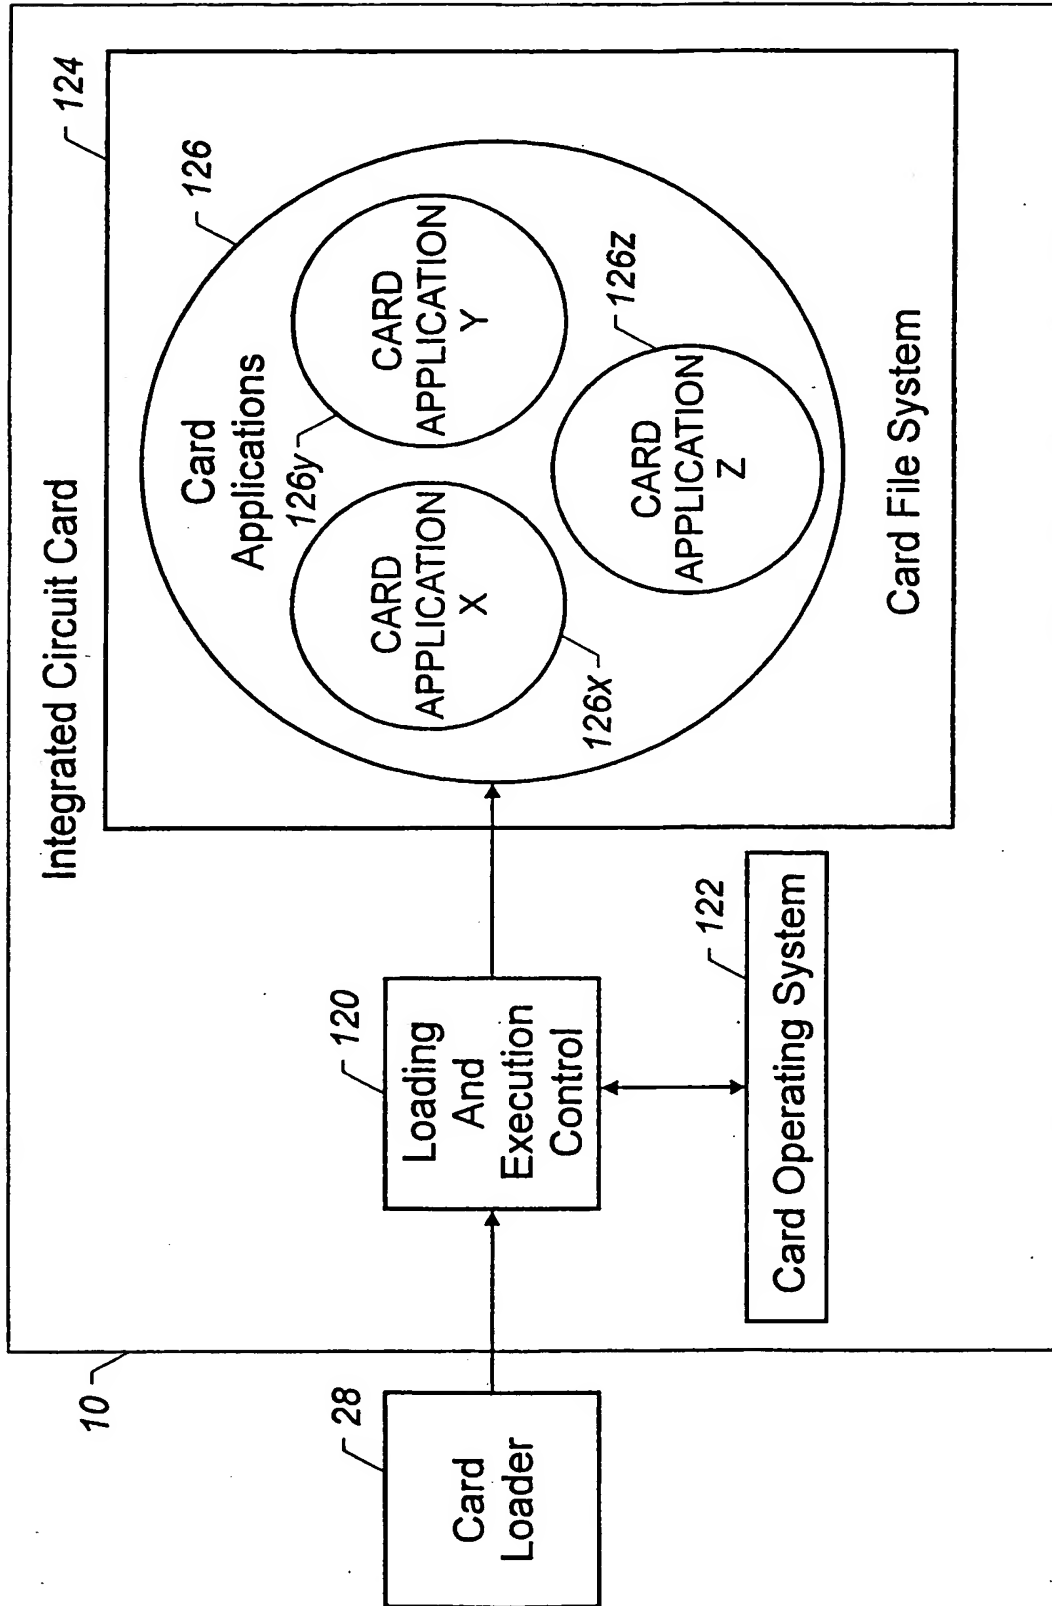 Integrated Circuit Card
10
28
Card
Loader
120
Loading
And
Execution
Control
122
Card Operating System
124
126
Card
Applications
126x
CARD
APPLICATION
X
126y
CARD
APPLICATION
Y
126z
CARD
APPLICATION
Z
Card File System